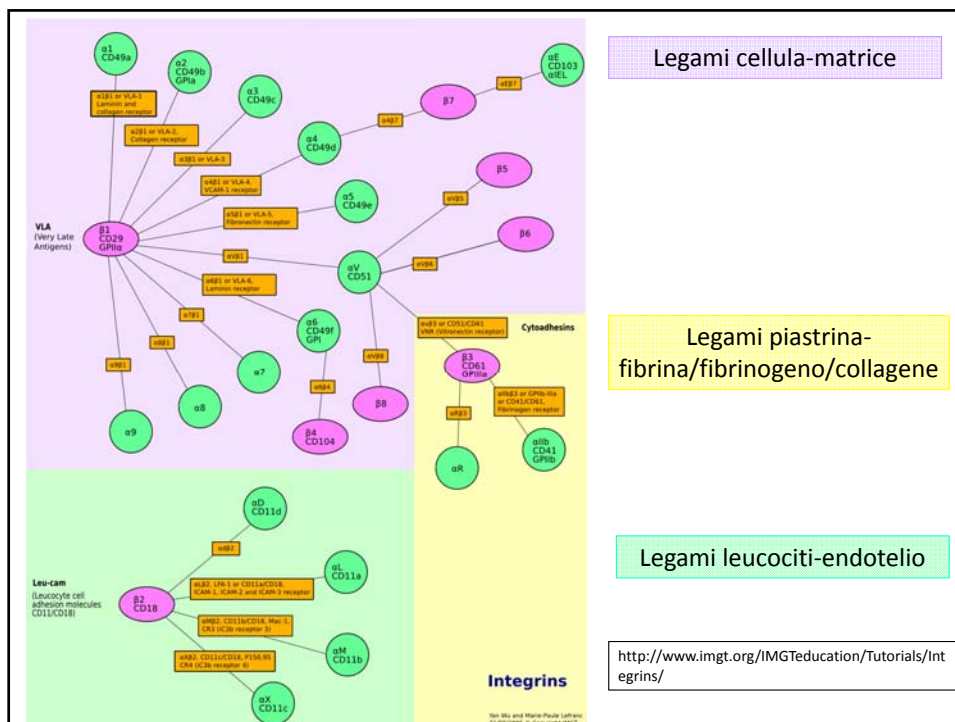 α1
CD49a
α2
CD49b
GPIa
α3
CD49c
αE
CD103
αIEL
α1β1 or VLA-1
Laminin and
collagen receptor
αEβ7
β7
α4β7
α2β1 or VLA-2,
Collagen receptor
α4
CD49d
α3β1 or VLA-3
α4β1 or VLA-4,
VCAM-1 receptor
β5
α5
CD49e
αVβ5
α5β1 or VLA-5,
Fibronectin receptor
VLA
(Very Late
Antigens)
β1
CD29
GPIIα
β6
αVβ1
αV
CD51
αVβ6
α6β1 or VLA-6,
Laminin receptor
α7β1
α6
CD49f
GPI
αvβ3 or CD51/CD61
VNR (Vitronectin receptor)
Cytoadhesins
α8β1
αVβ8
β3
CD61
GPIIIa
α9β1
α7
α6β4
αIIbβ3 or GPIIb-IIIa
or CD41/CD61,
Fibrinogen receptor
β8
αRβ3
α8
α9
β4
CD104
αIIb
CD41
GPIIb
αR
αD
CD11d
αdβ2
αL
CD11a
Leu-cam
(Leucocyte cell
adhesion molecules
CD11/CD18)
αLβ2, LFA-1 or CD11a/CD18,
ICAM-1, ICAM-2 and ICAM-3 receptor
β2
CD18
αMβ2, CD11b/CD18, Mac-1,
CR3 (iC3b receptor 3)
αM
CD11b
αXβ2, CD11c/CD18, P150,95
CR4 (iC3b receptor 4)
αX
CD11c
Integrins
Yan Wu and Marie-Paule Lefranc
Legami cellula-matrice
Legami piastrina-
fibrina/fibrinogeno/collagene
Legami leucociti-endotelio
http://www.imgt.org/IMGTeducation/Tutorials/Int
egrins/